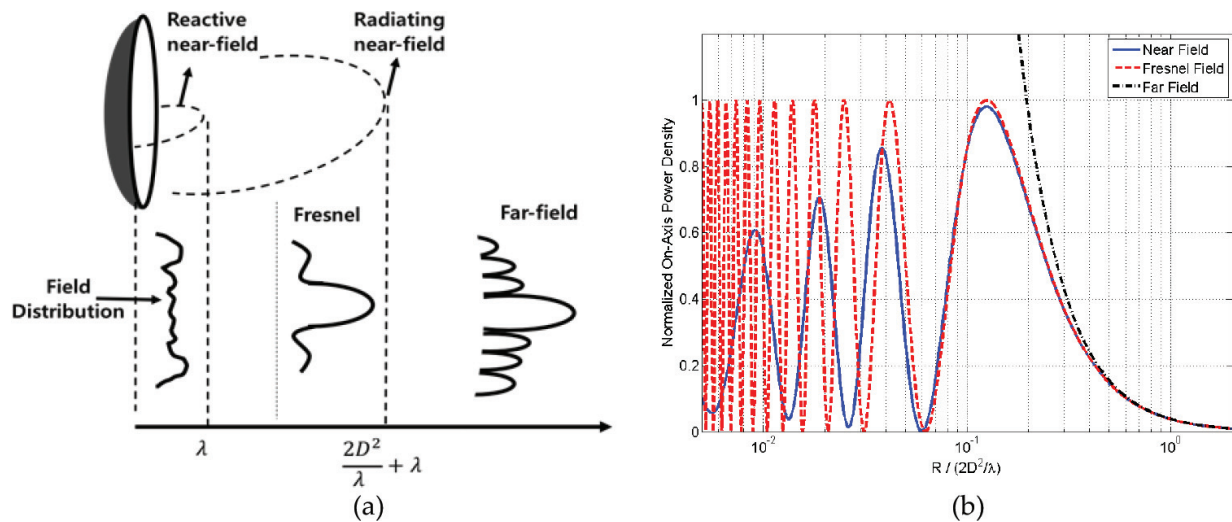 Reactive
near-field
Radiating
near-field
Fresnel
Far-field
Field
Distribution
λ
2D²
λ + λ
(a)
Near Field
Fresnel Field
Far Field
Normalized On-Axis Power Density
1
0.8
0.6
0.4
0.2
0
10⁻²
10⁻¹
10⁰
R / (2D²/λ)
(b)